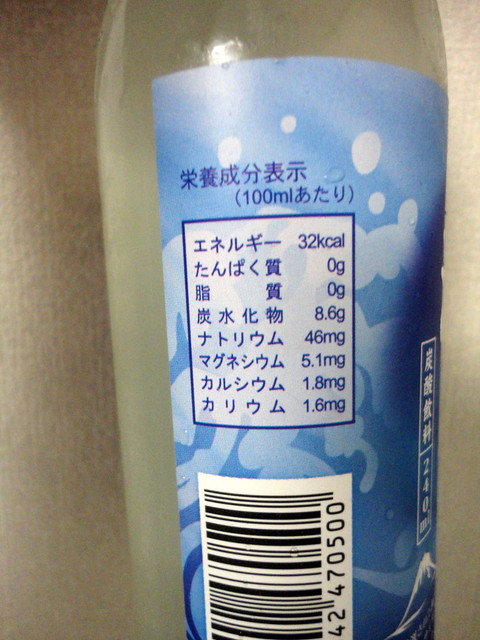 栄養成分表示
(100mlあたり)
エネルギー 32kcal
たんぱく質 0g
脂質 0g
炭水化物 8.6g
ナトリウム 46mg
マグネシウム 5.1mg
カルシウム 1.8mg
カリウム 1.6mg
炭酸飲料 240ml
42 470500